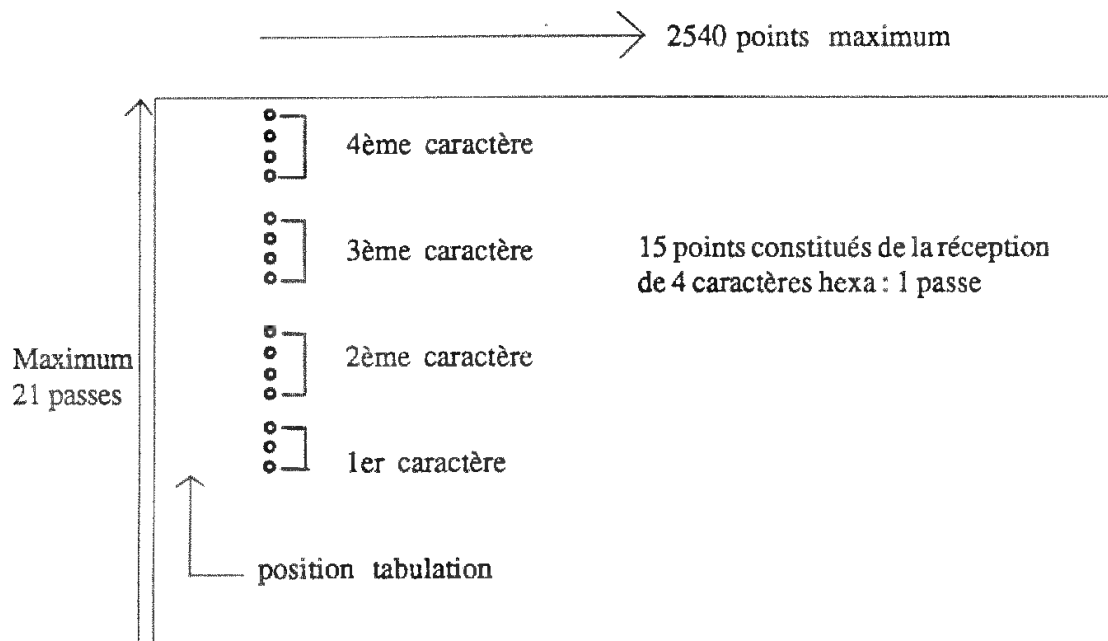 2540 points maximum
4ème caractère
3ème caractère
15 points constitués de la réception
de 4 caractères hexa : 1 passe
Maximum
21 passes
2ème caractère
1er caractère
position tabulation